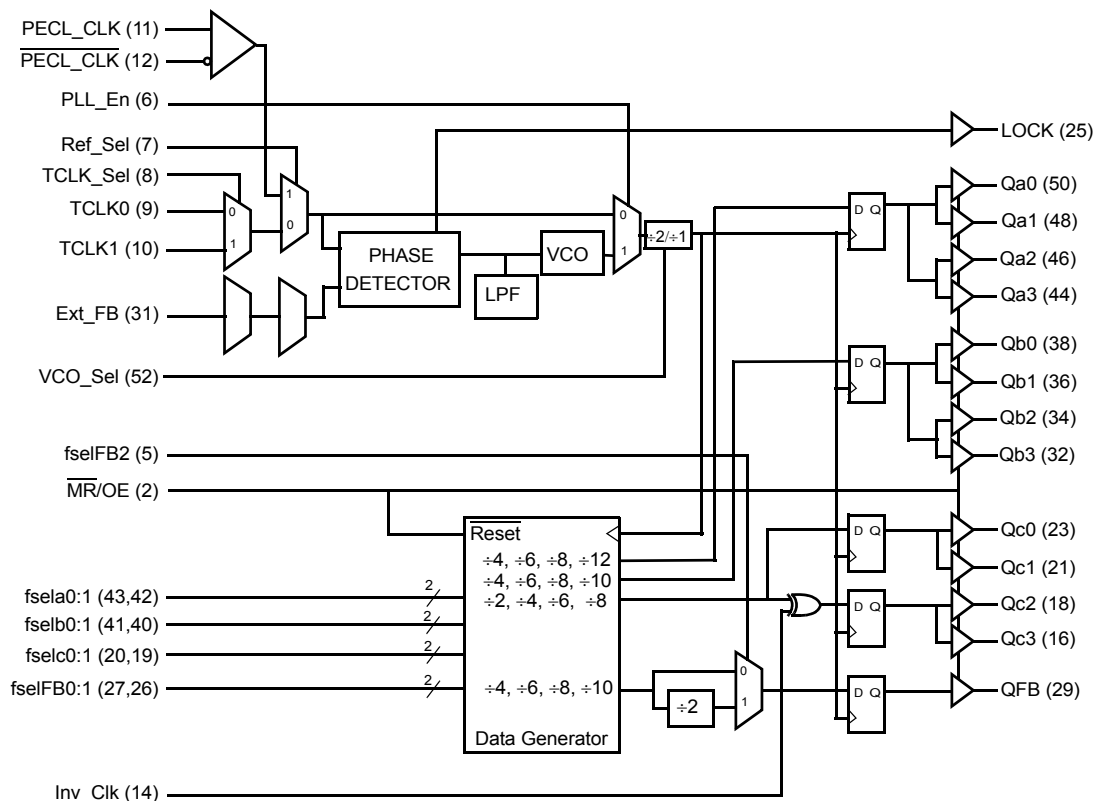 PECL_CLK (11)
PECL_CLK (12)
PLL_En (6)
Ref_Sel (7)
TCLK_Sel (8)
TCLK0 (9)
TCLK1 (10)
Ext_FB (31)
VCO_Sel (52)
fselFB2 (5)
MR/OE (2)
fsela0:1 (43,42)
fselb0:1 (41,40)
fselc0:1 (20,19)
fselFB0:1 (27,26)
Inv_Clk (14)
0
1
1
0
PHASE
DETECTOR
LPF
VCO
0
1
÷2/÷1
2
2
2
2
Reset
÷4, ÷6, ÷8, ÷12
÷4, ÷6, ÷8, ÷10
÷2, ÷4, ÷6, ÷8
÷4, ÷6, ÷8, ÷10
Data Generator
÷2
0
1
D Q
D Q
D Q
D Q
D Q
LOCK (25)
Qa0 (50)
Qa1 (48)
Qa2 (46)
Qa3 (44)
Qb0 (38)
Qb1 (36)
Qb2 (34)
Qb3 (32)
Qc0 (23)
Qc1 (21)
Qc2 (18)
Qc3 (16)
QFB (29)